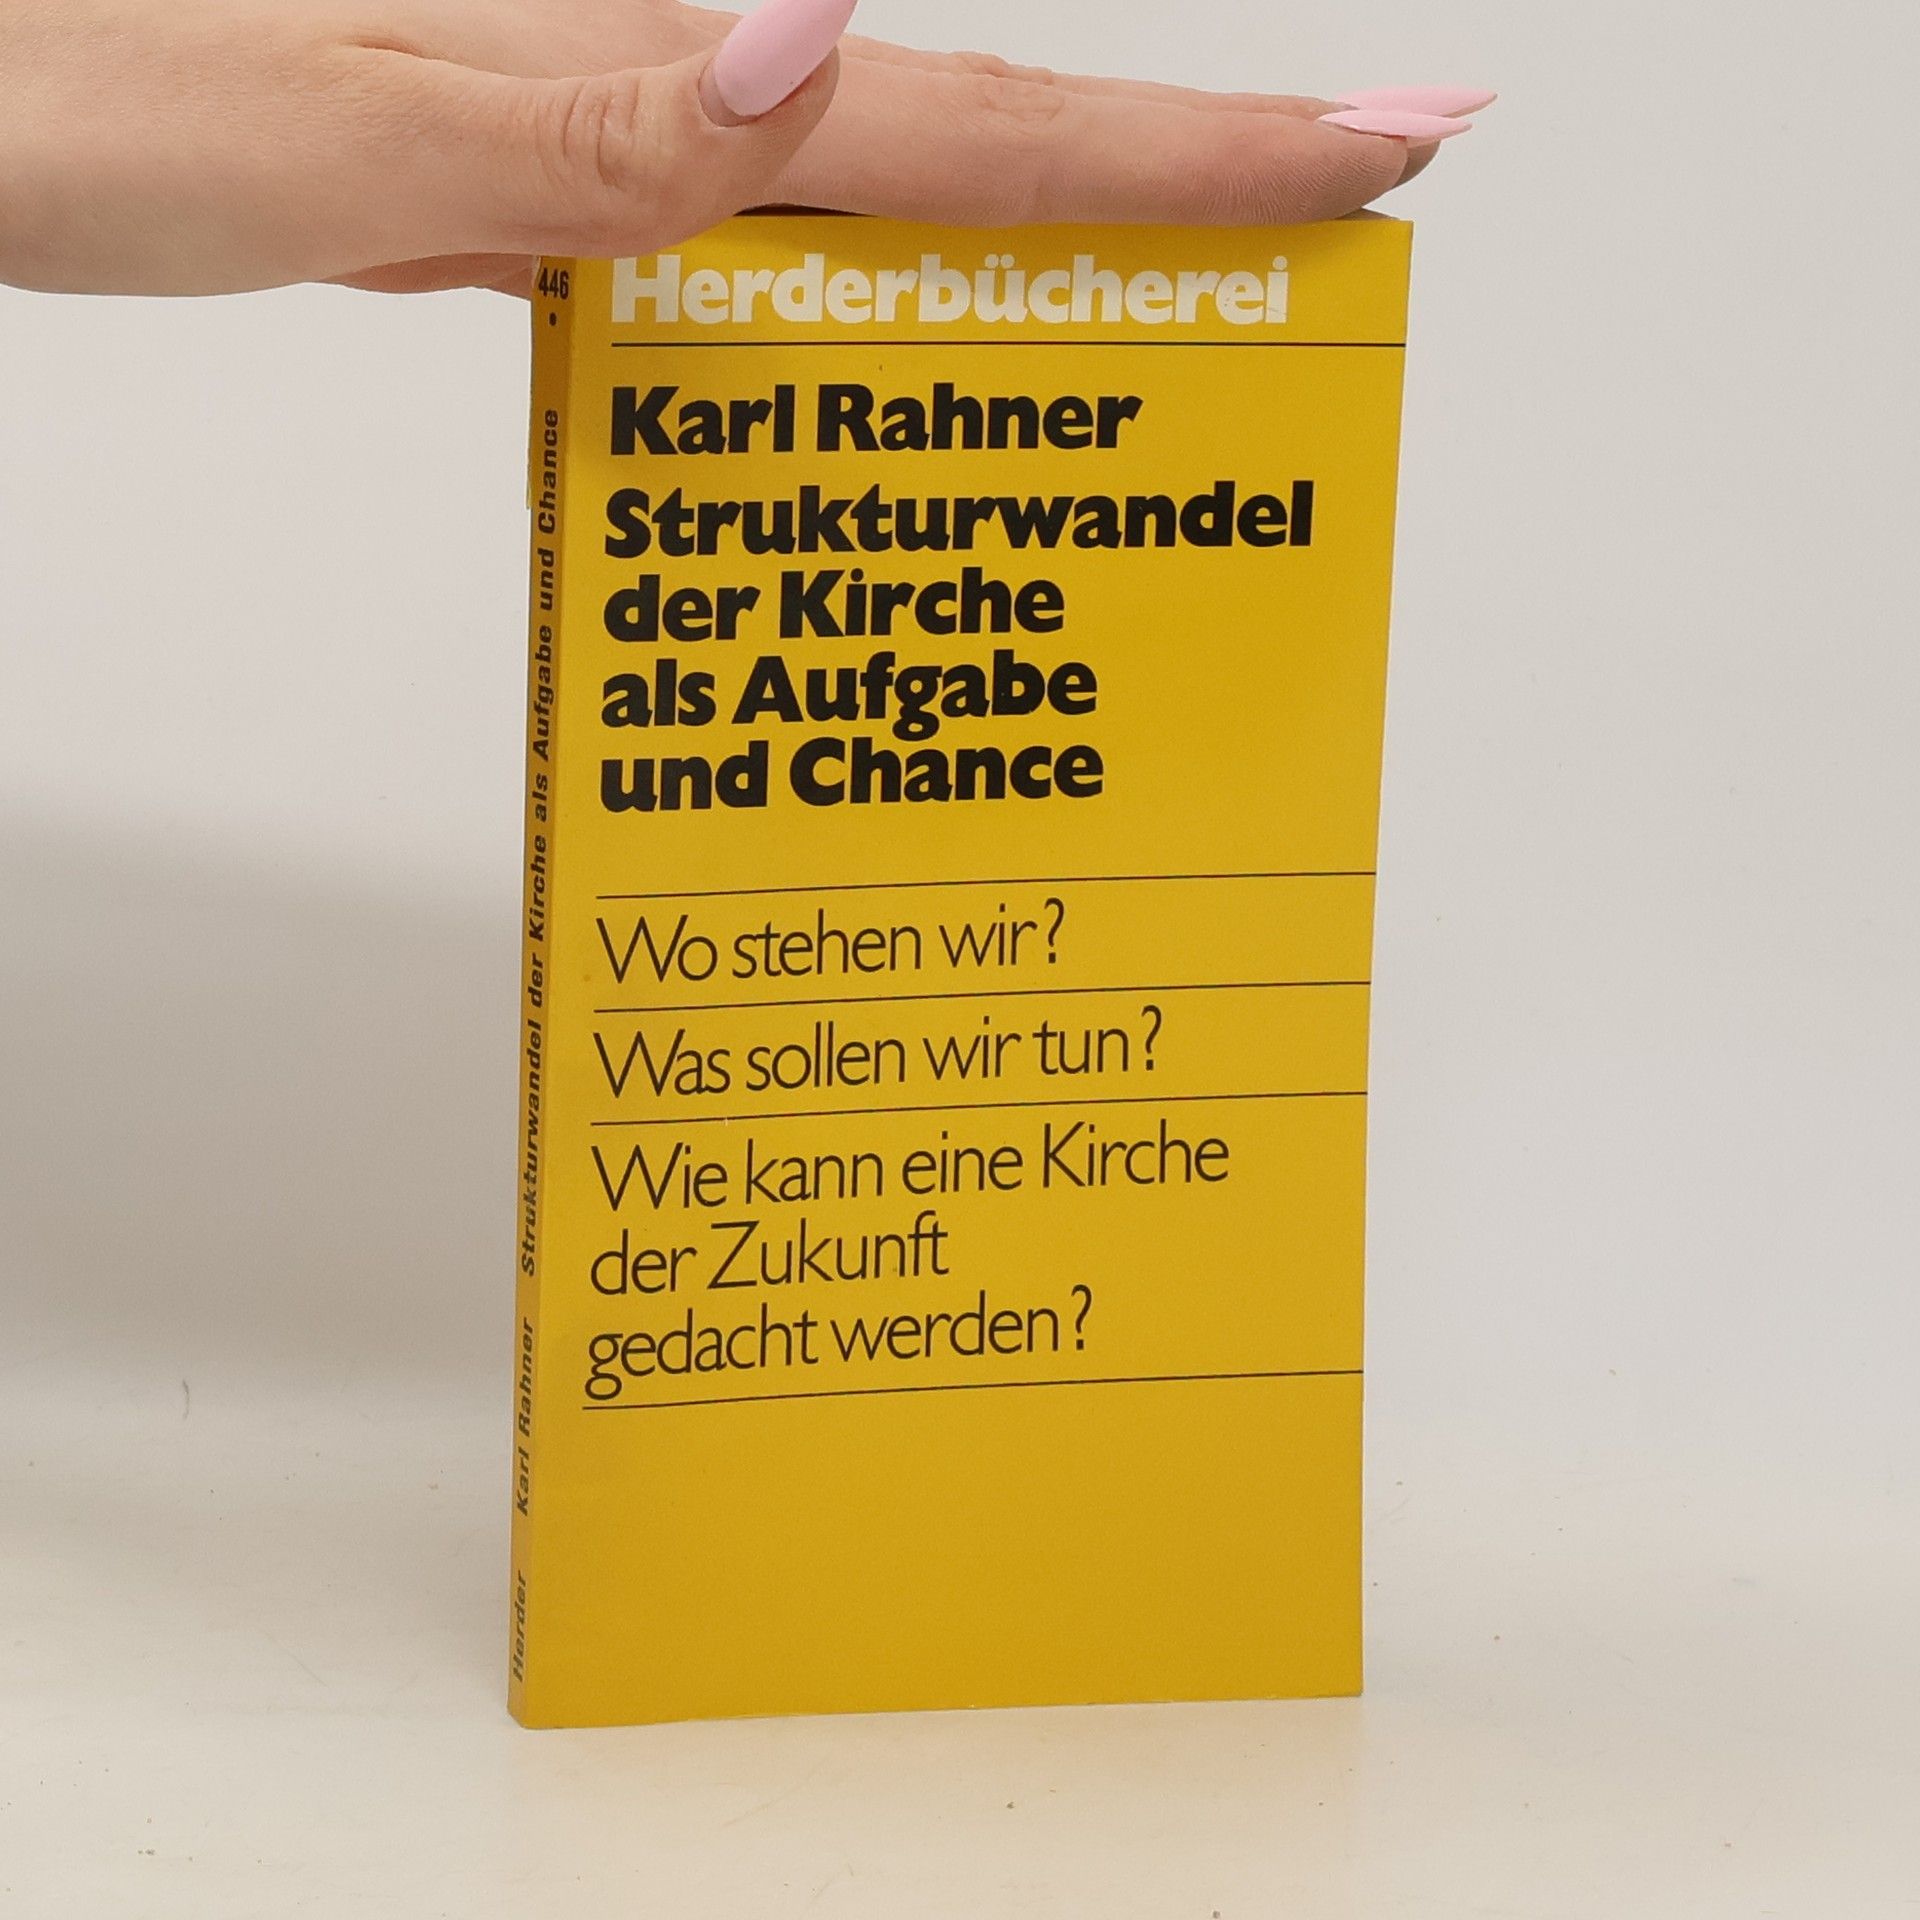 Herderbücherei
Karl Rahner
Strukturwandel
der Kirche
als Aufgabe
und Chance
Wo stehen wir?
Was sollen wir tun?
Wie kann eine Kirche
der Zukunft
gedacht werden?
Herder Karl Rahner Strukturwandel der Kirche als Aufgabe und Chance
446